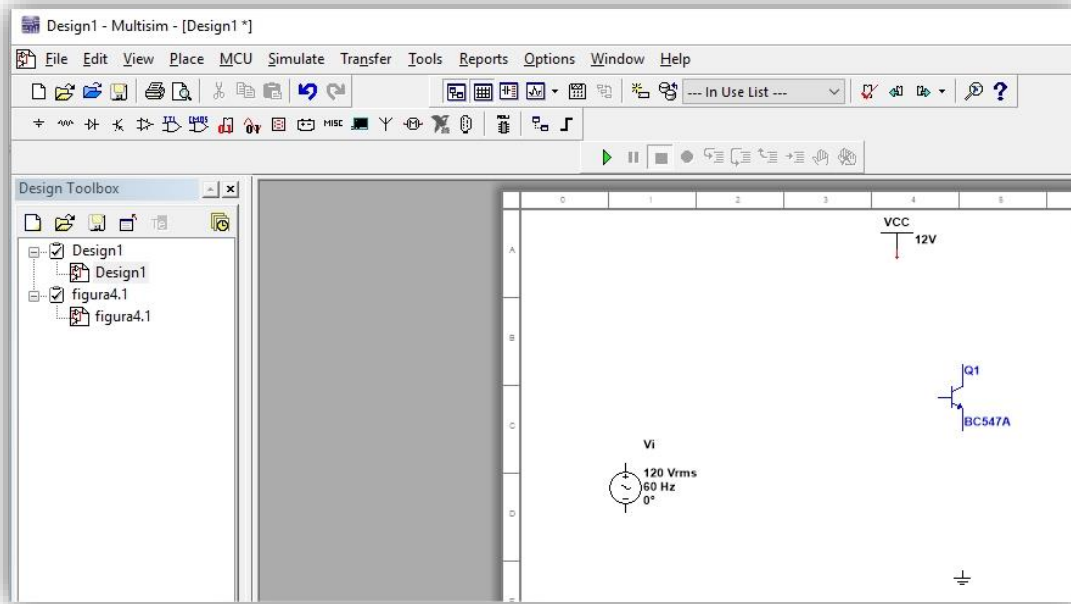 Design1 - Multisim - [Design1 *]
File Edit View Place MCU Simulate Transfer Tools Reports Options Window Help
--- In Use List ---
MISC
Design Toolbox
Design1
Design1
figura4.1
figura4.1
0 1 2 3 4 5
A
VCC
12V
B
Q1
BC547A
C
Vi
120 Vrms
60 Hz
0°
D